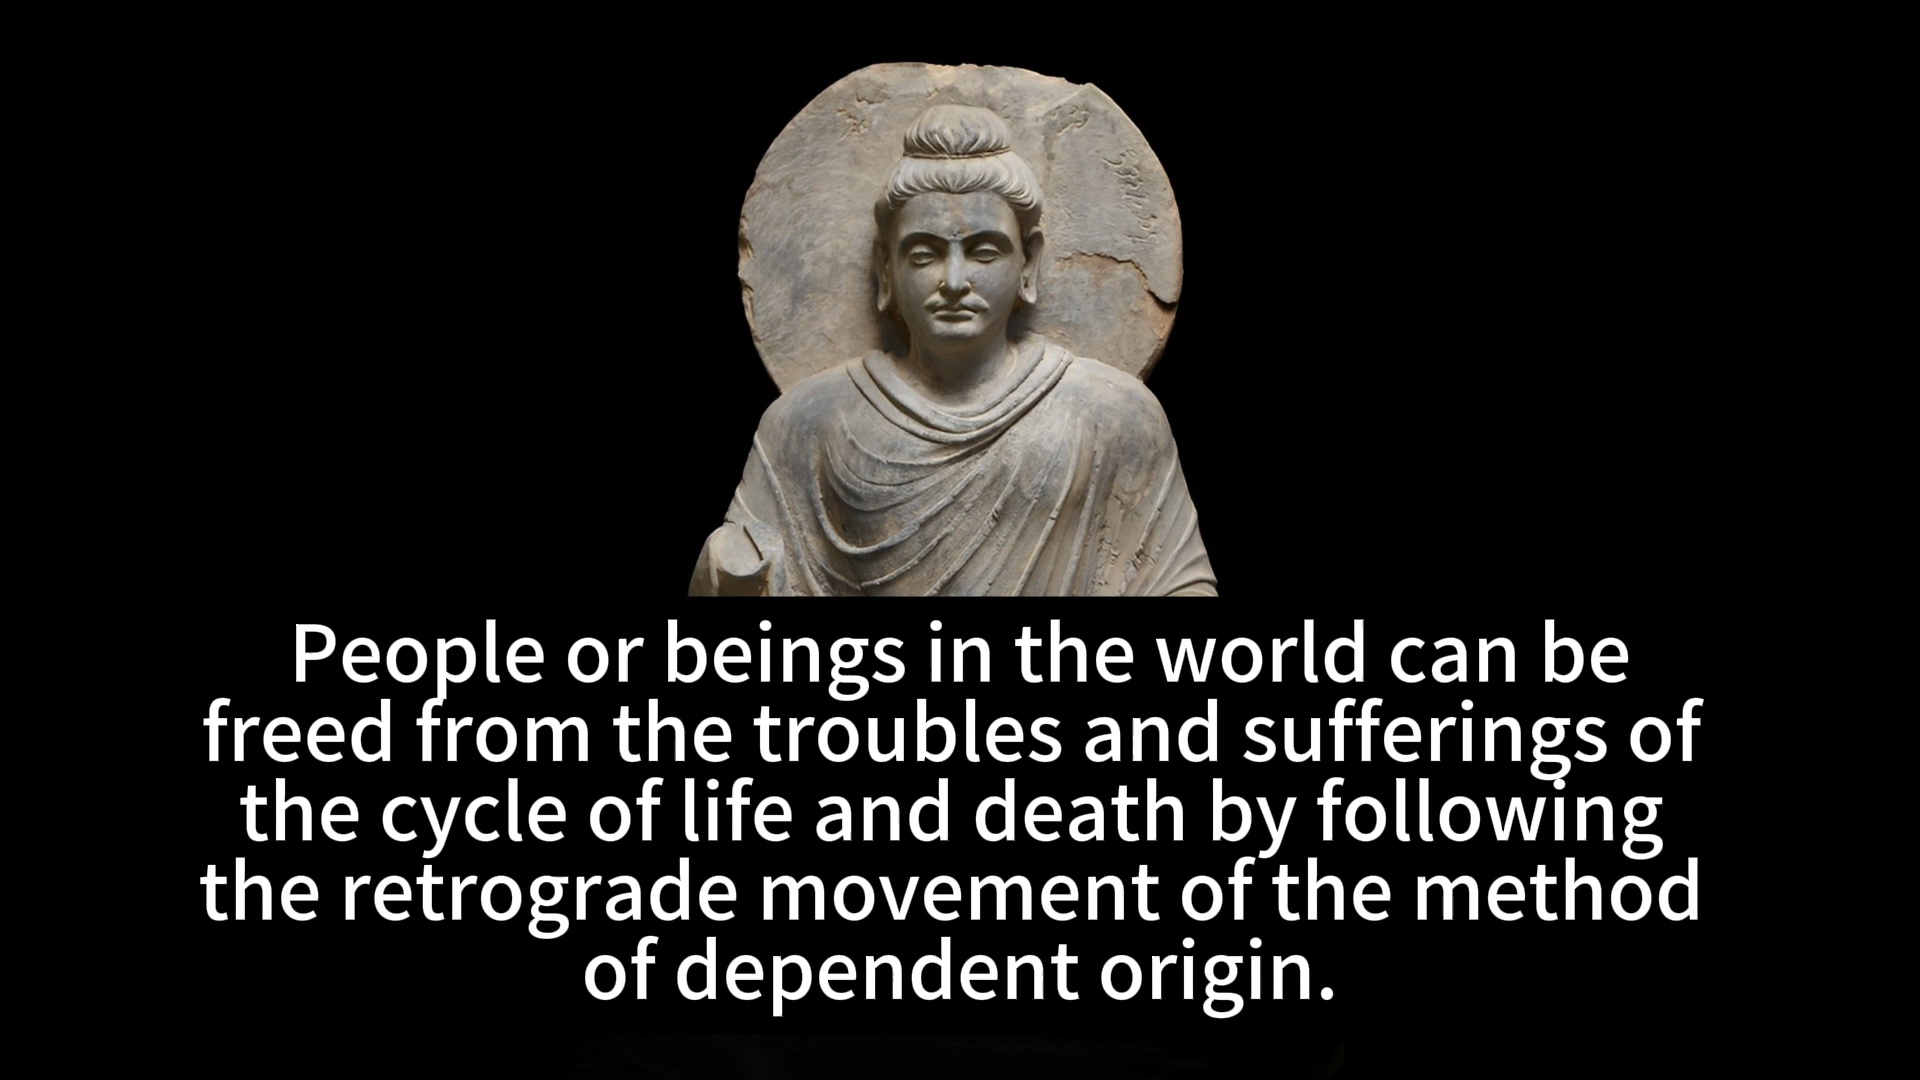 People or beings in the world can be
freed from the troubles and sufferings of
the cycle of life and death by following
the retrograde movement of the method
of dependent origin.